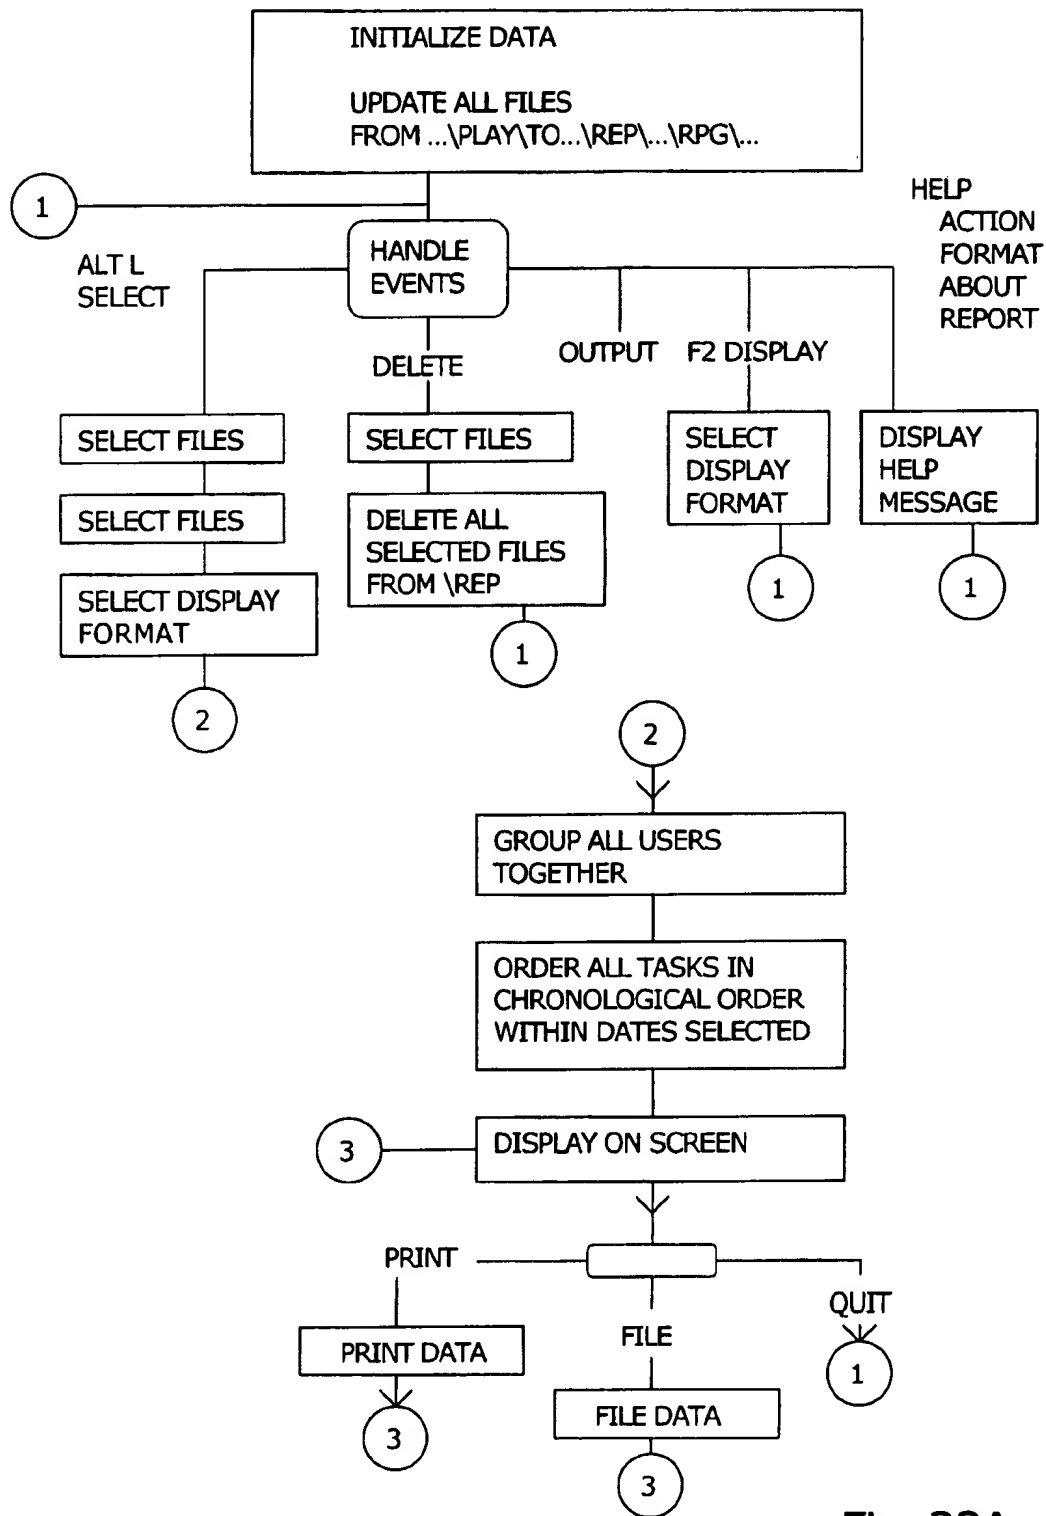 INITIALIZE DATA
UPDATE ALL FILES
FROM ...\PLAY\TO...\REP\...\RPG\...
1
HELP
ACTION
FORMAT
ABOUT
REPORT
ALT L
SELECT
HANDLE
EVENTS
DELETE
OUTPUT
F2 DISPLAY
SELECT FILES
SELECT FILES
SELECT DISPLAY
FORMAT
2
SELECT FILES
DELETE ALL
SELECTED FILES
FROM \REP
1
SELECT
DISPLAY
FORMAT
1
DISPLAY
HELP
MESSAGE
1
2
GROUP ALL USERS
TOGETHER
ORDER ALL TASKS IN
CHRONOLOGICAL ORDER
WITHIN DATES SELECTED
3
DISPLAY ON SCREEN
PRINT
PRINT DATA
3
FILE
FILE DATA
3
QUIT
1